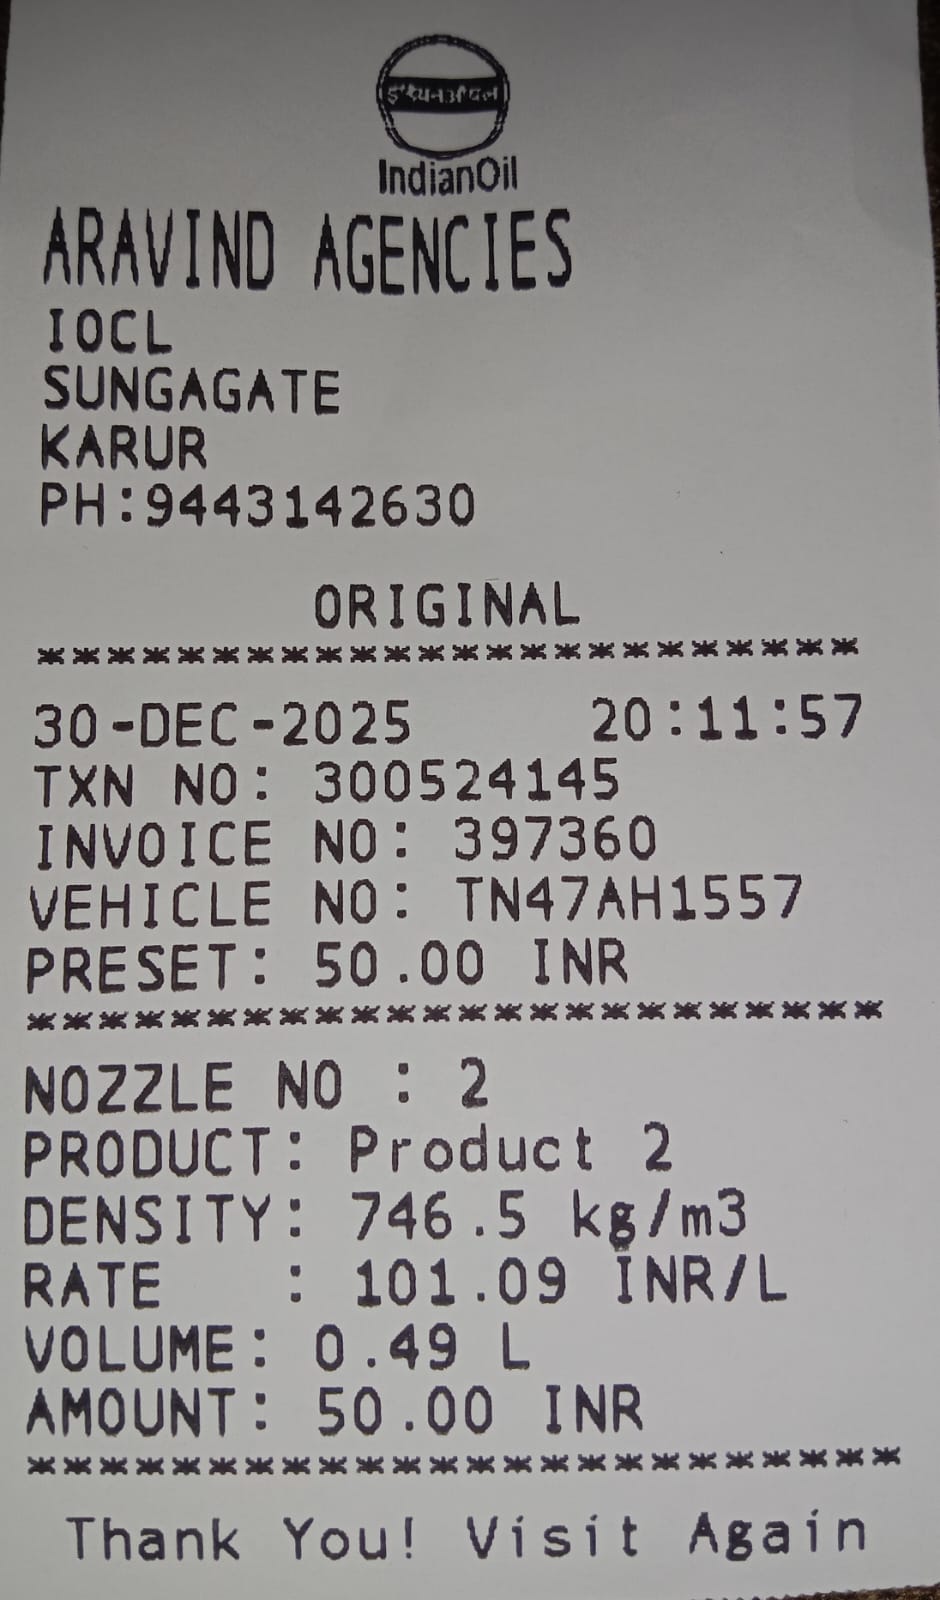 इंडियनऑयल
IndianOil
ARAVIND AGENCIES
IOCL
SUNGAGATE
KARUR
PH:9443142630
ORIGINAL
************************
30-DEC-2025 20:11:57
TXN NO: 300524145
INVOICE NO: 397360
VEHICLE NO: TN47AH1557
PRESET: 50.00 INR
************************
NOZZLE NO : 2
PRODUCT: Product 2
DENSITY: 746.5 kg/m3
RATE : 101.09 INR/L
VOLUME: 0.49 L
AMOUNT: 50.00 INR
************************
Thank You! Visit Again